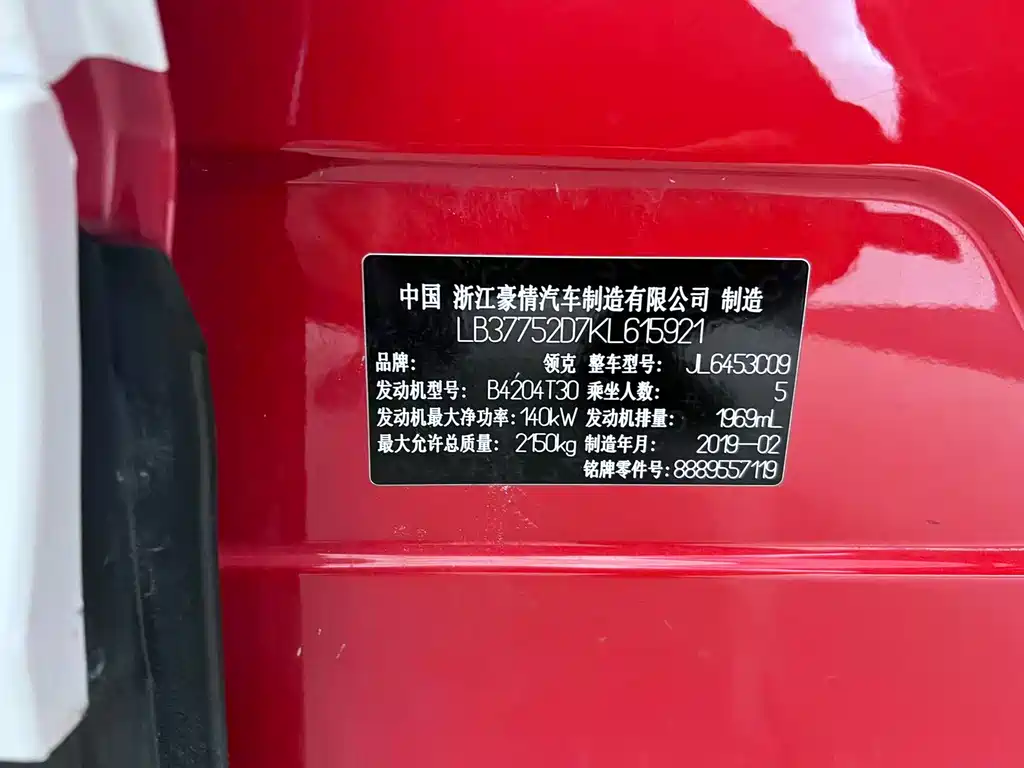 中国 浙江豪情汽车制造有限公司 制造
LB37752D7KL615921
品牌: 领克 整车型号: JL6453C09
发动机型号: B4204T30 乘坐人数: 5
发动机最大净功率: 140kW 发动机排量: 1969mL
最大允许总质量: 2150kg 制造年月: 2019-02
铭牌零件号: 8889557119